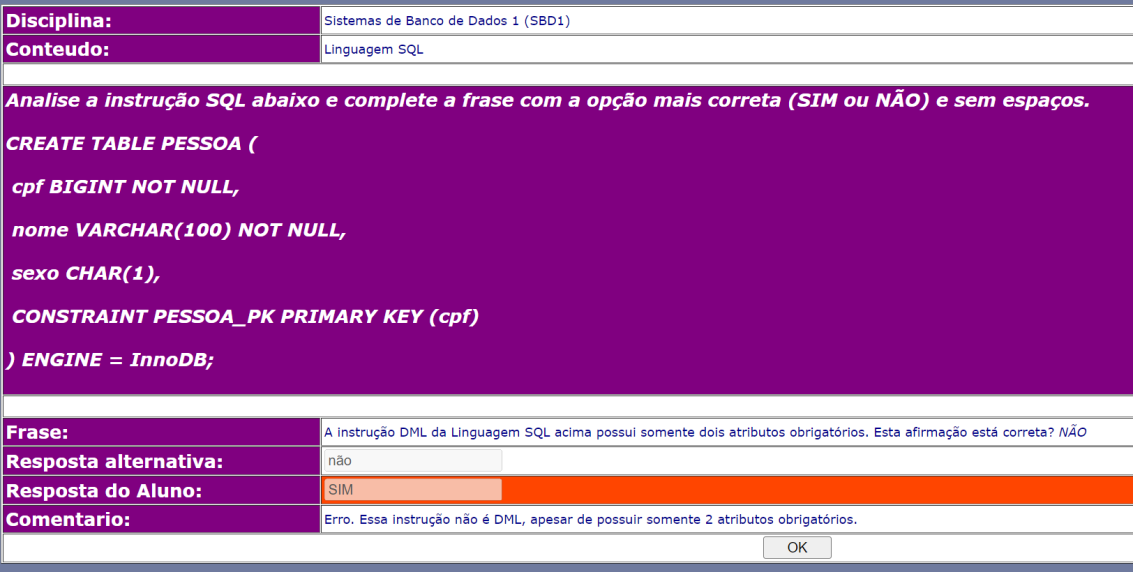 Disciplina: Sistemas de Banco de Dados 1 (SBD1)
Conteudo: Linguagem SQL
Analise a instrução SQL abaixo e complete a frase com a opção mais correta (SIM ou NÃO) e sem espaços.
CREATE TABLE PESSOA (
cpf BIGINT NOT NULL,
nome VARCHAR(100) NOT NULL,
sexo CHAR(1),
CONSTRAINT PESSOA_PK PRIMARY KEY (cpf)
) ENGINE = InnoDB;
Frase: A instrução DML da Linguagem SQL acima possui somente dois atributos obrigatórios. Esta afirmação está correta? NÃO
Resposta alternativa: não
Resposta do Aluno: SIM
Comentario: Erro. Essa instrução não é DML, apesar de possuir somente 2 atributos obrigatórios.
OK